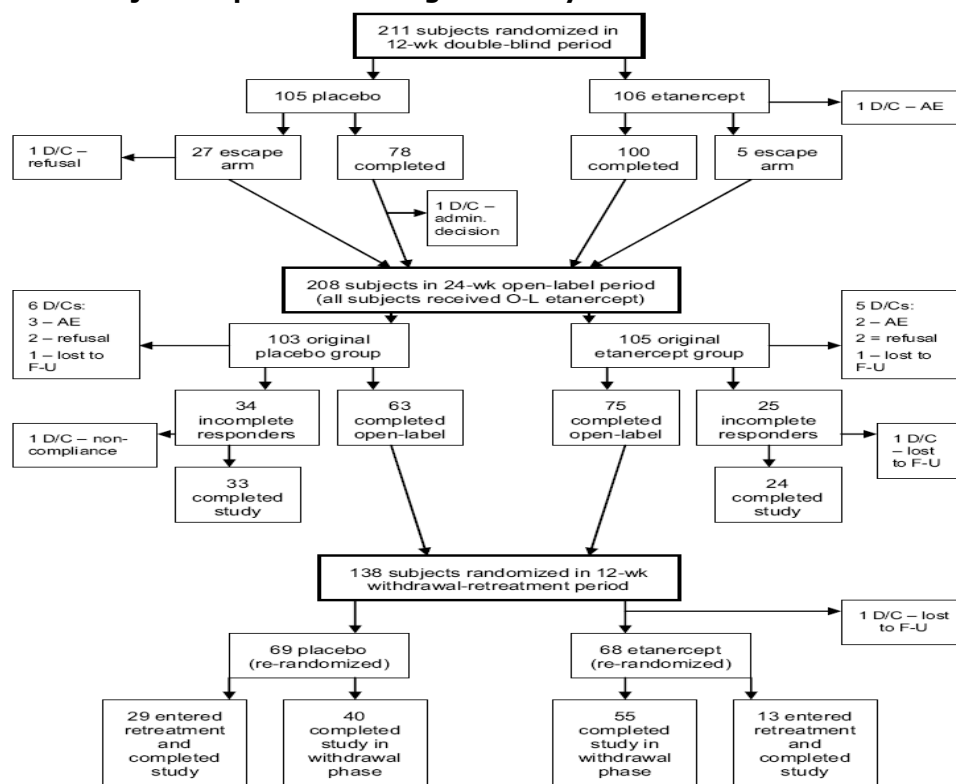 211 subjects randomized in
12-wk double-blind period
105 placebo
106 etanercept
1 D/C – AE
1 D/C –
refusal
27 escape
arm
78
completed
100
completed
5 escape
arm
1 D/C –
admin.
decision
208 subjects in 24-wk open-label period
(all subjects received O-L etanercept)
6 D/Cs:
3 – AE
2 – refusal
1 – lost to
F-U
103 original
placebo group
105 original
etanercept group
5 D/Cs:
2 – AE
2 = refusal
1 – lost to
F-U
34
incomplete
responders
63
completed
open-label
75
completed
open-label
25
incomplete
responders
1 D/C – non-
compliance
1 D/C
– lost
to F-U
33
completed
study
24
completed
study
138 subjects randomized in 12-wk
withdrawal-retreatment period
1 D/C – lost
to F-U
69 placebo
(re-randomized)
68 etanercept
(re-randomized)
29 entered
retreatment
and
completed
study
40
completed
study in
withdrawal
phase
55
completed
study in
withdrawal
phase
13 entered
retreatment
and
completed
study